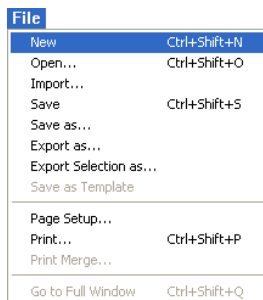 File
New Ctrl+Shift+N
Open... Ctrl+Shift+O
Import...
Save Ctrl+Shift+S
Save as...
Export as...
Export Selection as...
Save as Template
Page Setup...
Print... Ctrl+Shift+P
Print Merge...
Go to Full Window Ctrl+Shift+Q